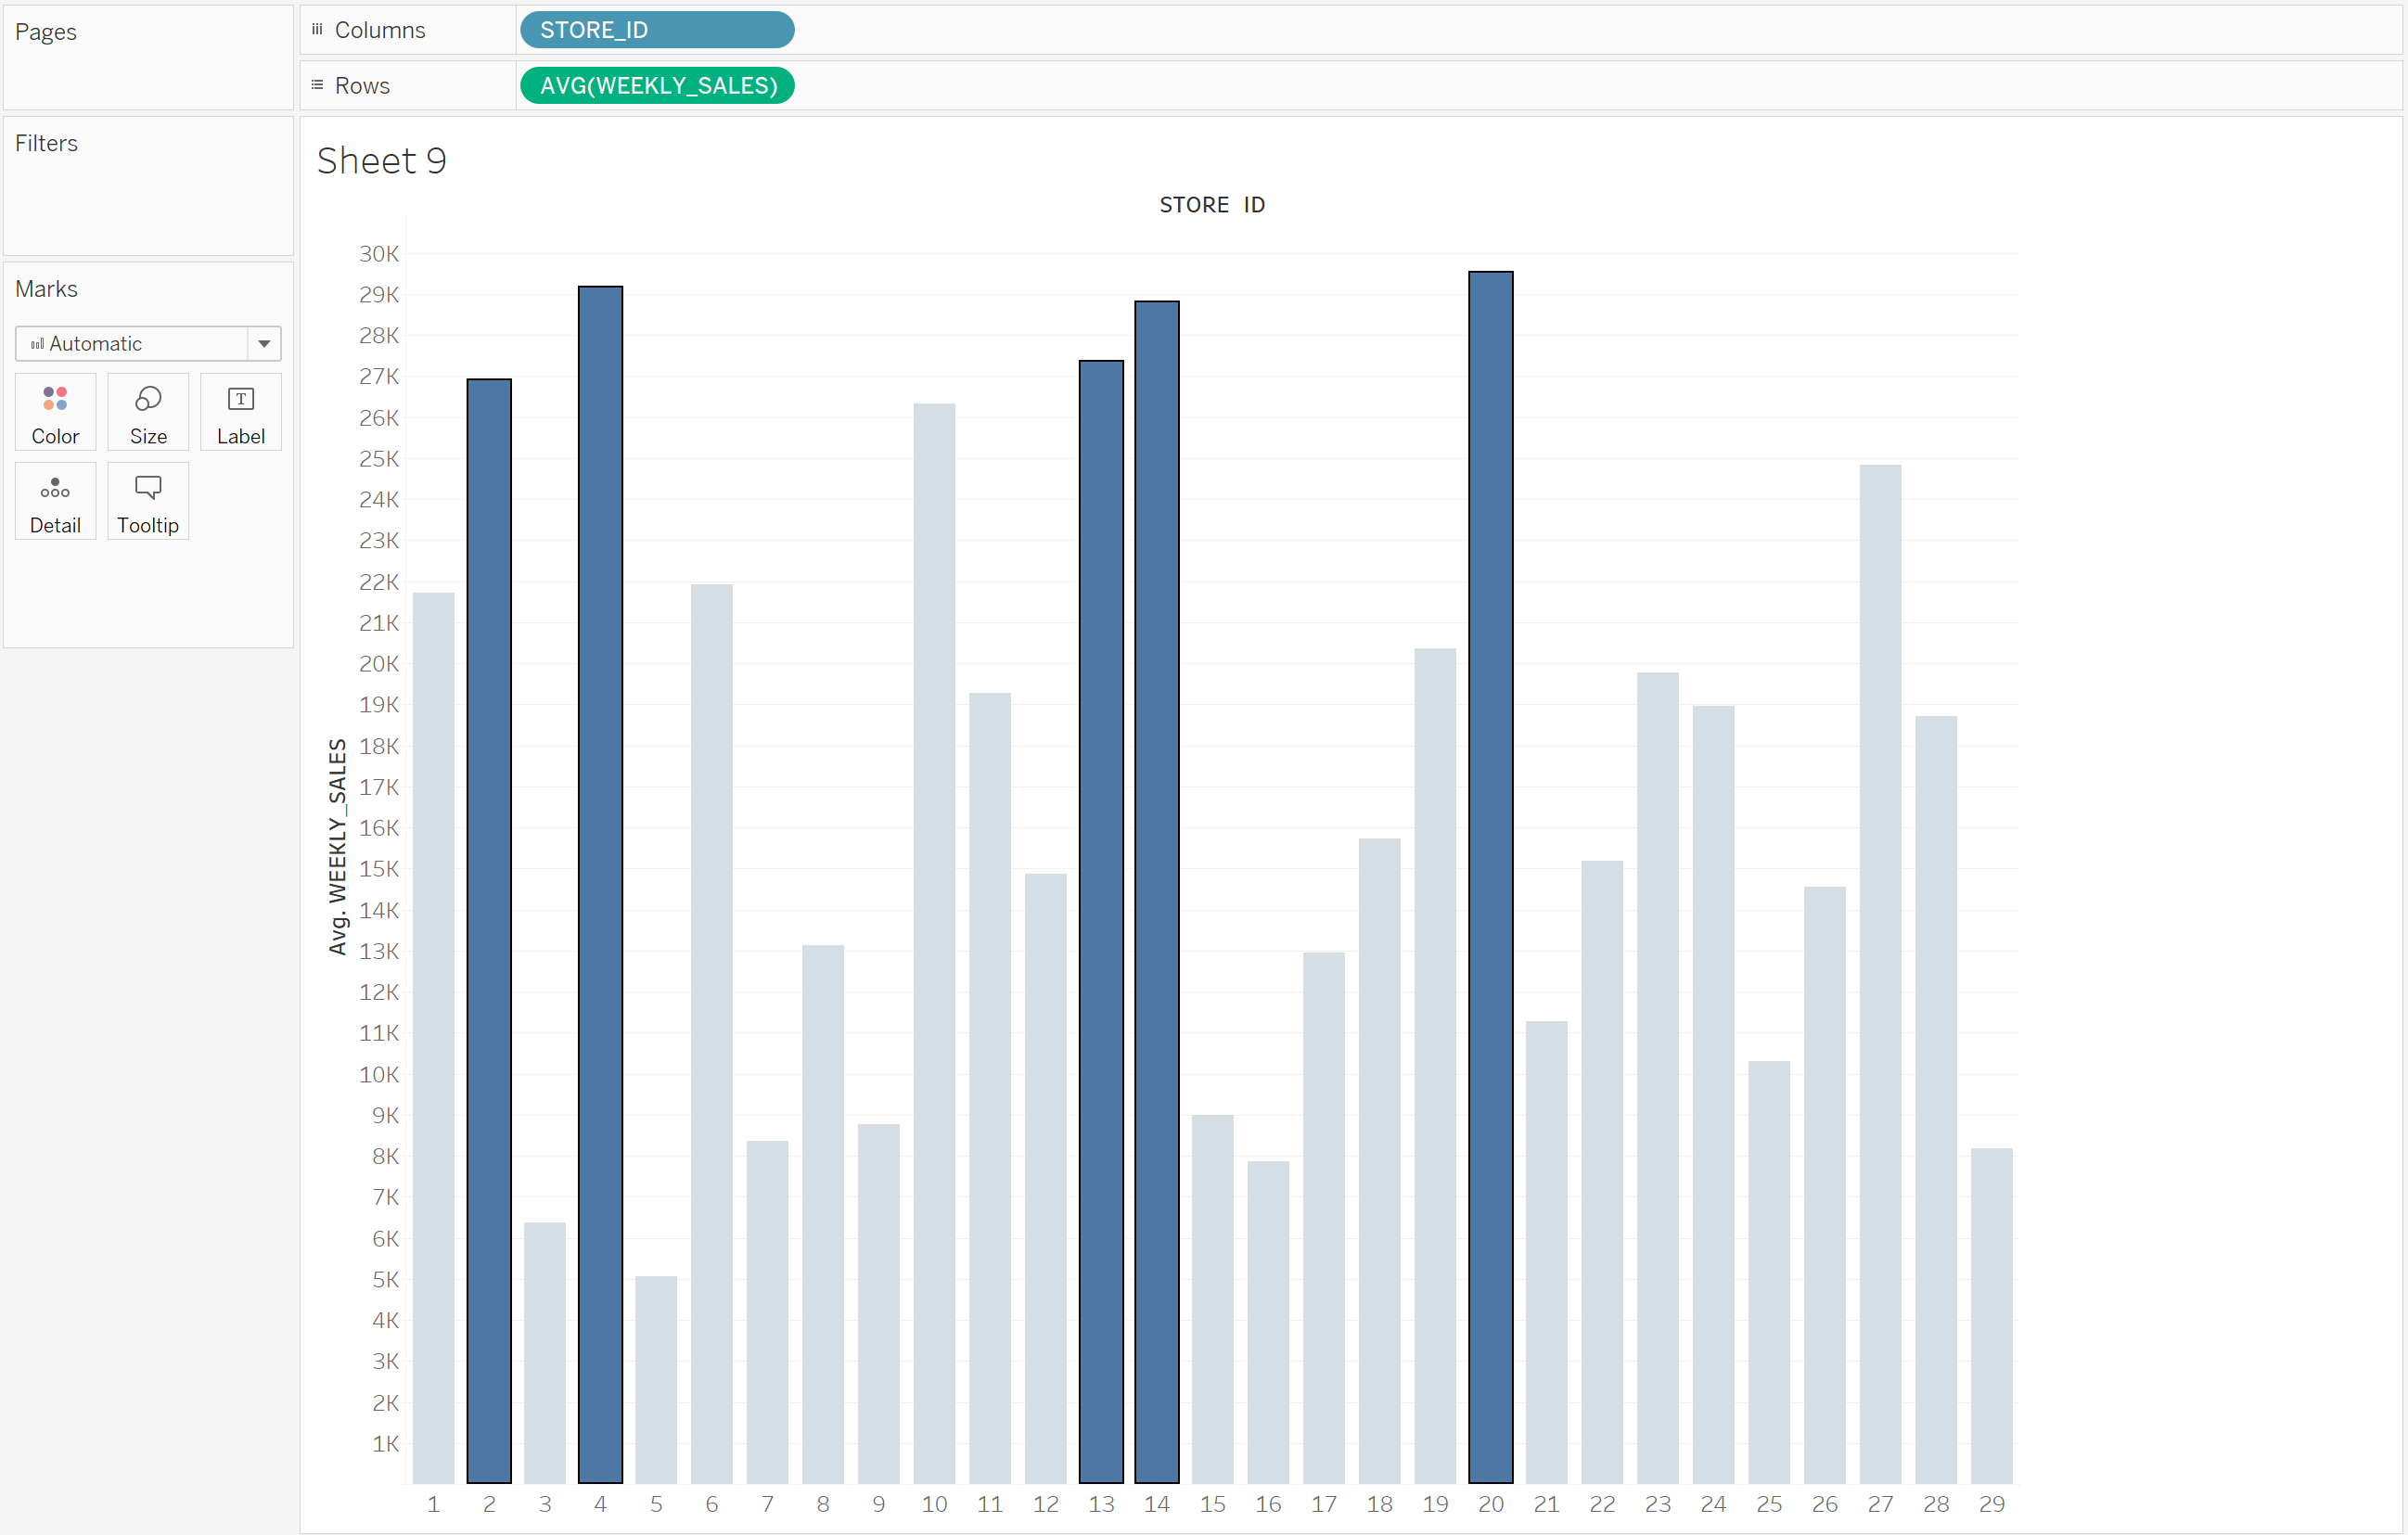 Pages
Columns
STORE_ID
Rows
AVG(WEEKLY_SALES)
Filters
Marks
Automatic
Color
Size
Label
Detail
Tooltip
Sheet 9
STORE ID
30K
29K
28K
27K
26K
25K
24K
23K
22K
21K
20K
19K
18K
17K
16K
15K
14K
13K
12K
11K
10K
9K
8K
7K
6K
5K
4K
3K
2K
1K
Avg. WEEKLY_SALES
1 2 3 4 5 6 7 8 9 10 11 12 13 14 15 16 17 18 19 20 21 22 23 24 25 26 27 28 29